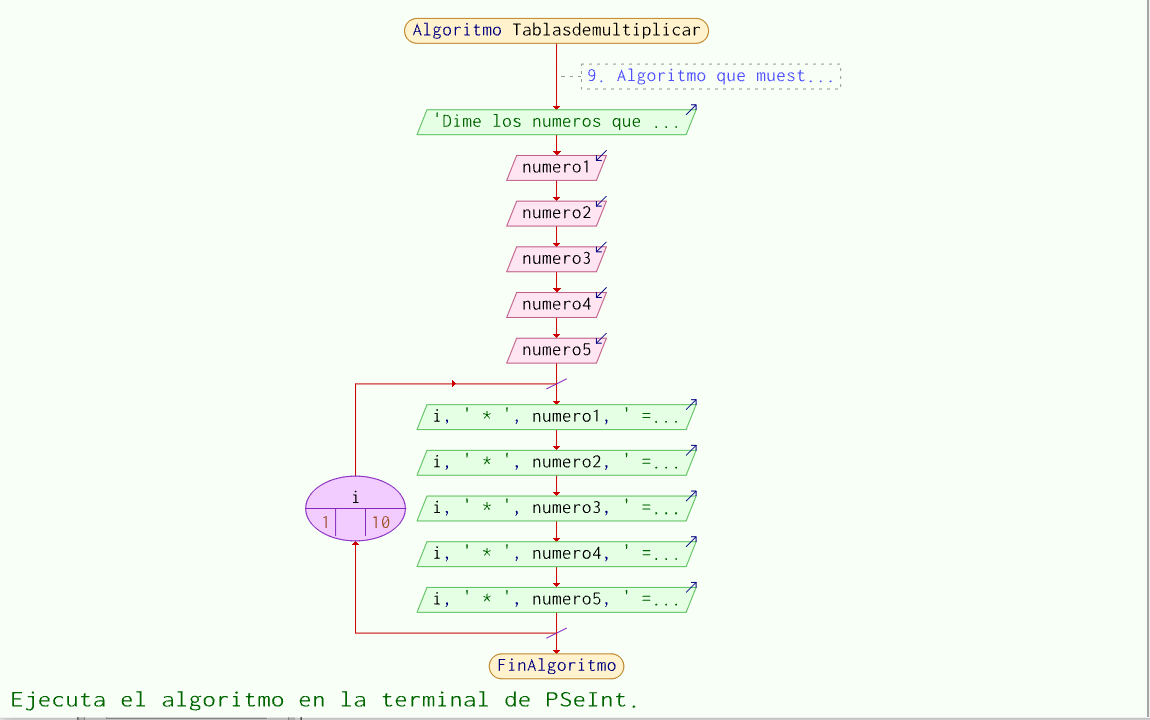 Algoritmo Tablasdemultiplicar
9. Algoritmo que muest...
'Dime los numeros que ...
numero1
numero2
numero3
numero4
numero5
i, ' * ', numero1, ' =...
i, ' * ', numero2, ' =...
i
1 10
i, ' * ', numero3, ' =...
i, ' * ', numero4, ' =...
i, ' * ', numero5, ' =...
FinAlgoritmo
Ejecuta el algoritmo en la terminal de PSeInt.